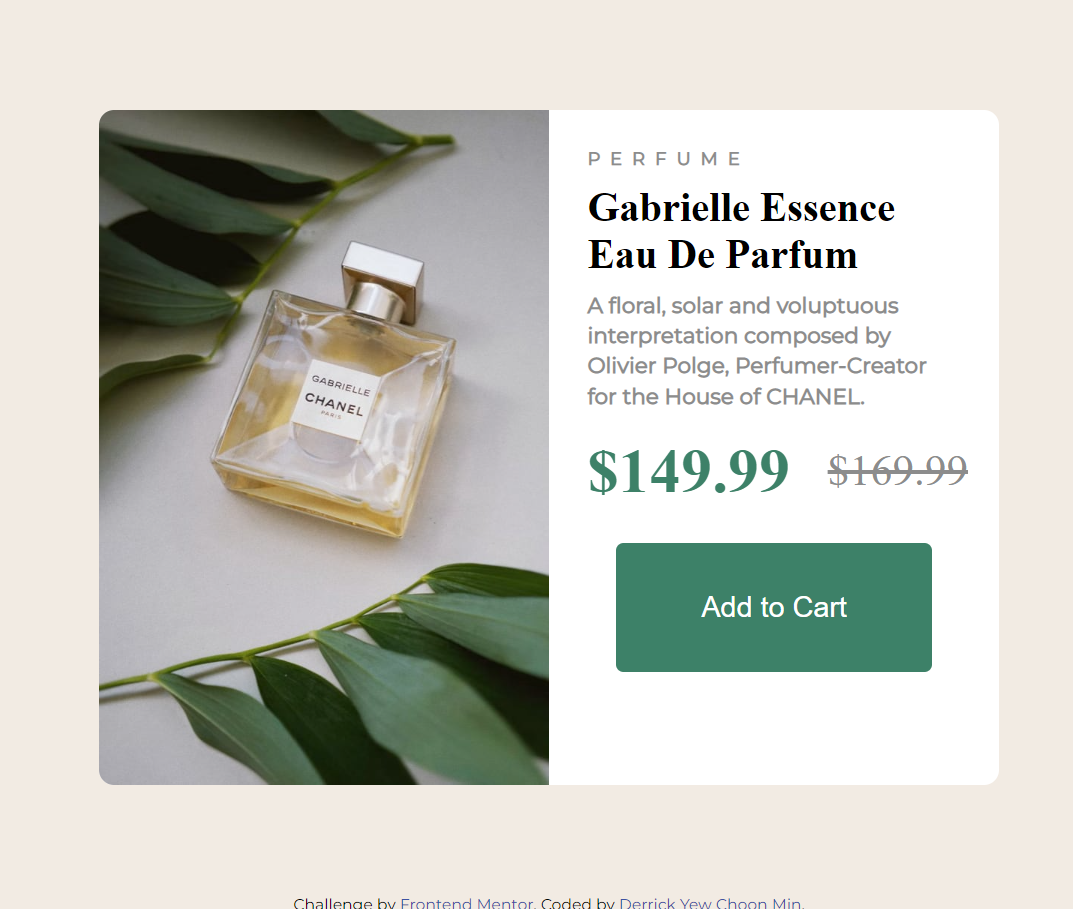 PERFUME
Gabrielle Essence
Eau De Parfum
A floral, solar and voluptuous
interpretation composed by
Olivier Polge, Perfumer-Creator
for the House of CHANEL.
$149.99 $169.99
Add to Cart
GABRIELLE
CHANEL
PARIS
Challenge by Frontend Mentor. Coded by Derrick Yew Choon Min.